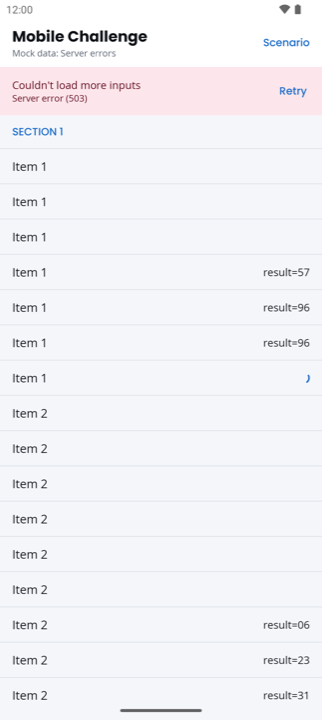 12:00
Mobile Challenge
Mock data: Server errors
Scenario
Couldn't load more inputs
Server error (503)
Retry
SECTION 1
Item 1
Item 1
Item 1
Item 1 result=57
Item 1 result=96
Item 1 result=96
Item 1
Item 2
Item 2
Item 2
Item 2
Item 2
Item 2
Item 2 result=06
Item 2 result=23
Item 2 result=31